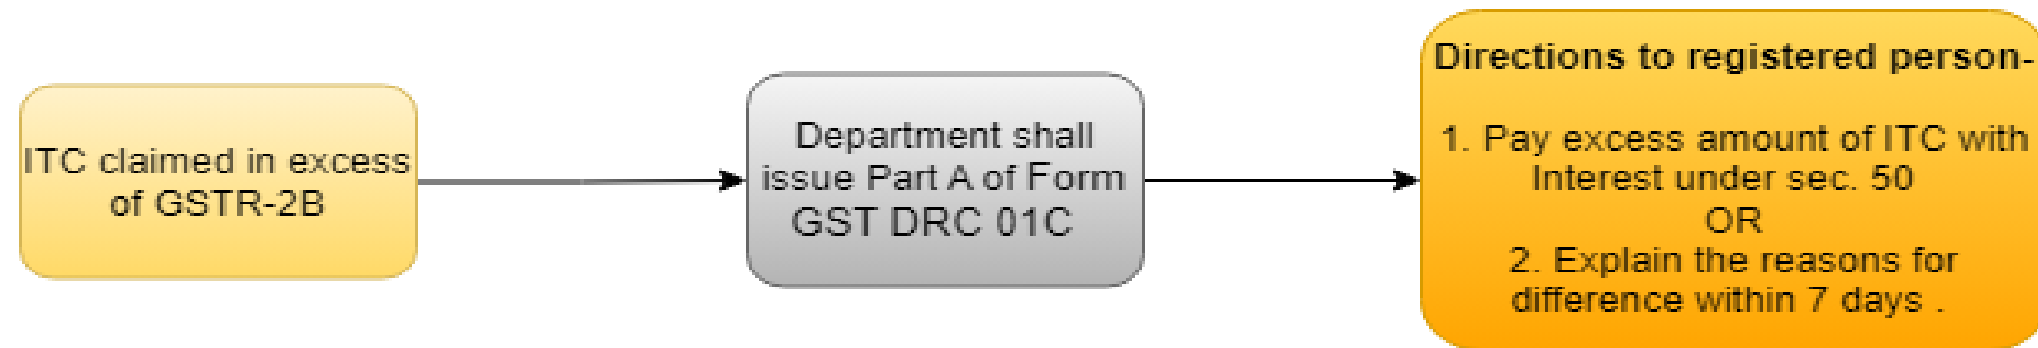 ITC claimed in excess
of GSTR-2B
Department shall
issue Part A of Form
GST DRC 01C
Directions to registered person-
1. Pay excess amount of ITC with
Interest under sec. 50
OR
2. Explain the reasons for
difference within 7 days .